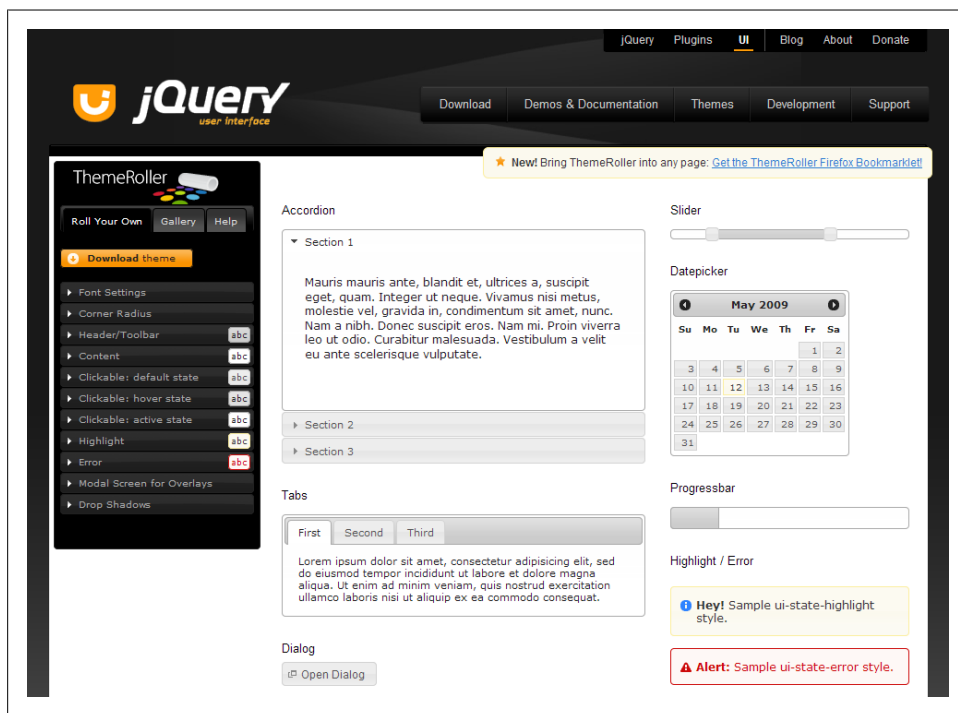 jQuery Plugins UI Blog About Donate
jQuery
user interface
Download Demos & Documentation Themes Development Support
New! Bring ThemeRoller into any page: Get the ThemeRoller Firefox Bookmarklet!
ThemeRoller
Roll Your Own Gallery Help
Download theme
Font Settings
Corner Radius
Header/Toolbar abc
Content abc
Clickable: default state abc
Clickable: hover state abc
Clickable: active state abc
Highlight abc
Error abc
Modal Screen for Overlays
Drop Shadows
Accordion
Section 1
Mauris mauris ante, blandit et, ultrices a, suscipit
eget, quam. Integer ut neque. Vivamus nisi metus,
molestie vel, gravida in, condimentum sit amet, nunc.
Nam a nibh. Donec suscipit eros. Nam mi. Proin viverra
leo ut odio. Curabitur malesuada. Vestibulum a velit
eu ante scelerisque vulputate.
Section 2
Section 3
Tabs
First Second Third
Lorem ipsum dolor sit amet, consectetur adipisicing elit, sed
do eiusmod tempor incididunt ut labore et dolore magna
aliqua. Ut enim ad minim veniam, quis nostrud exercitation
ullamco laboris nisi ut aliquip ex ea commodo consequat.
Dialog
Open Dialog
Slider
Datepicker
May 2009
Su Mo Tu We Th Fr Sa
1 2
3 4 5 6 7 8 9
10 11 12 13 14 15 16
17 18 19 20 21 22 23
24 25 26 27 28 29 30
31
Progressbar
Highlight / Error
Hey! Sample ui-state-highlight
style.
Alert: Sample ui-state-error style.